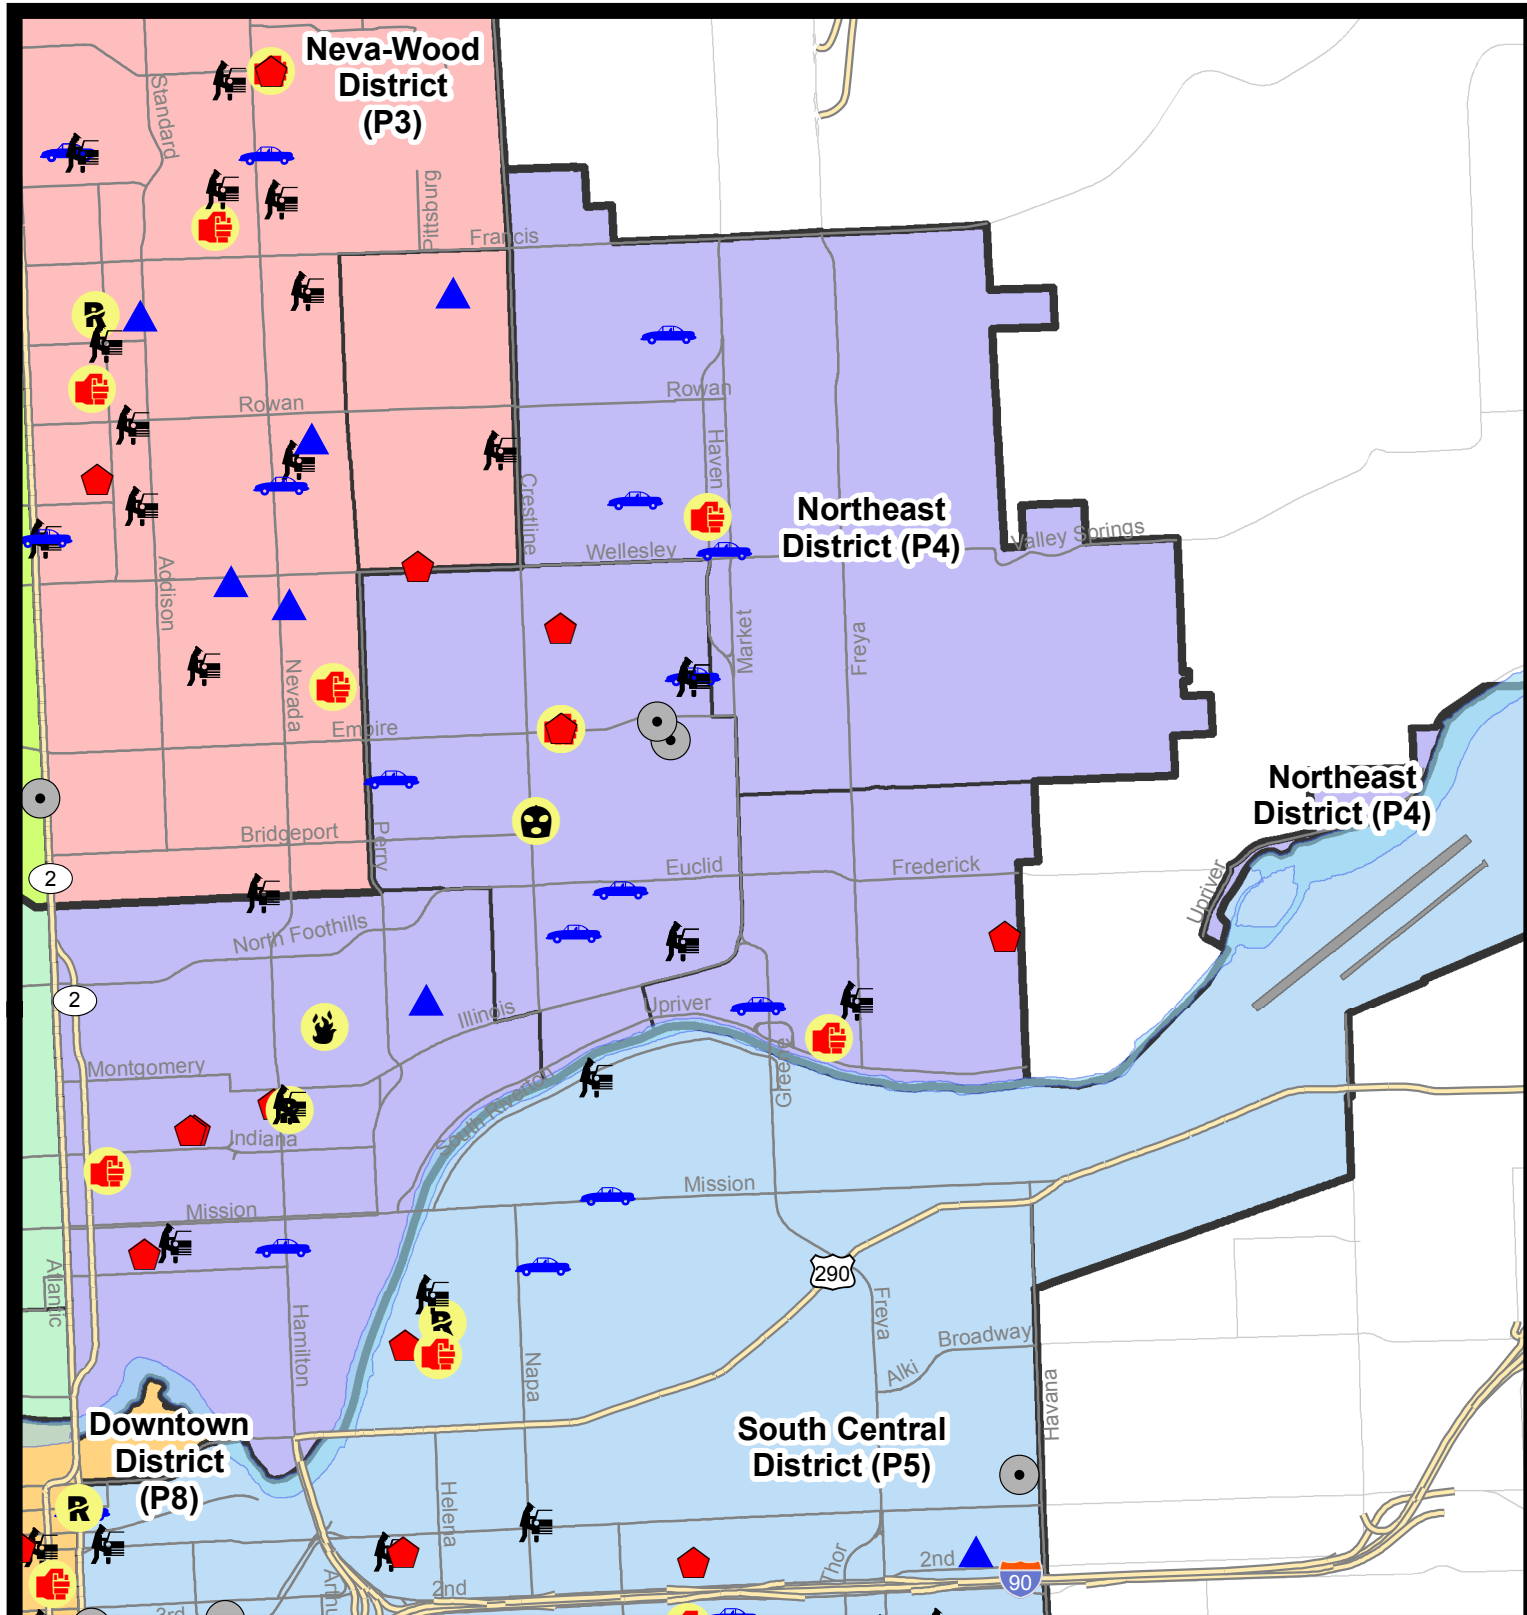 Neva-Wood
District
(P3)
Standard
Pittsburg
Francis
Rowan
Rowan
Haven
Crestline
Northeast
District (P4)
Valley Springs
Wellesley
Addison
Market
Freya
Nevada
Empire
Northeast
District (P4)
Bridgeport
Perry
Euclid
Frederick
2
Upriver
North Foothills
2
Illinois
Upriver
Greene
Montgomery
South Riverton
Indiana
R
Mission
Mission
Atlantic
290
Hamilton
Freya
Broadway
Napa
Alki
Havana
R
Downtown
District
(P8)
South Central
District (P5)
Helena
R
Thor
2nd
90
2nd
3rd